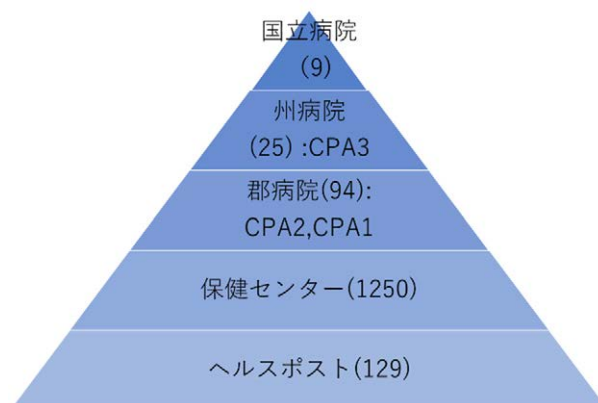 国立病院
(9)
州病院
(25) :CPA3
郡病院(94):
CPA2,CPA1
保健センター(1250)
ヘルスポスト(129)